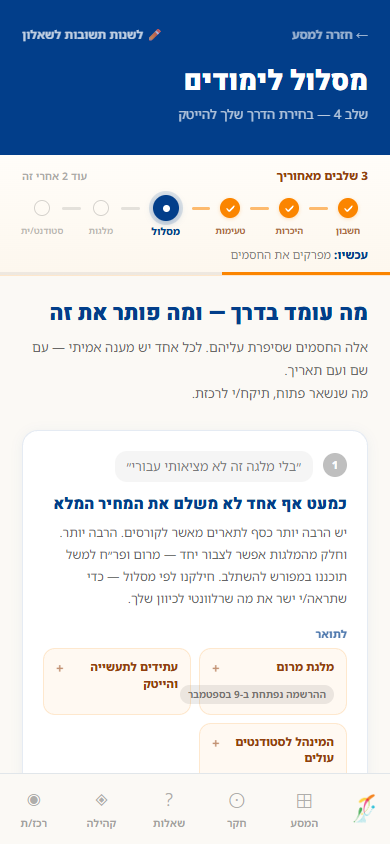 ← חזרה למסע
לשנות תשובות לשאלון
מסלול לימודים
שלב 4 — בחירת הדרך שלך להייטק
3 שלבים מאחוריך
עוד 2 אחרי זה
חשבון
היכרות
טעימות
מסלול
מלגות
סטודנט/ית
עכשיו: מפרקים את החסמים
מה עומד בדרך — ומה פותר את זה
אלה החסמים שסיפרת עליהם. לכל אחד יש מענה אמיתי — עם
שם ועם תאריך.
מה שנשאר פתוח, תיקח/י לרכזת.
1
״בלי מלגה זה לא מציאותי עבורי״
כמעט אף אחד לא משלם את המחיר המלא
יש הרבה יותר כסף לתארים מאשר לקורסים. הרבה יותר.
וחלק מהמלגות אפשר לצבור יחד — מרום ופר״ח למשל
תוכננו במפורש להשתלב. חילקנו לפי מסלול — כדי
שתראה/י ישר את מה שרלוונטי לכיוון שלך.
לתואר
מלגת מרום
+
ההרשמה נפתחת ב-9 בספטמבר
עתידים לתעשייה
והייטק
+
המינהל לסטודנטים
עולים
+
המסע
חקר
? שאלות
קהילה
רכז/ת